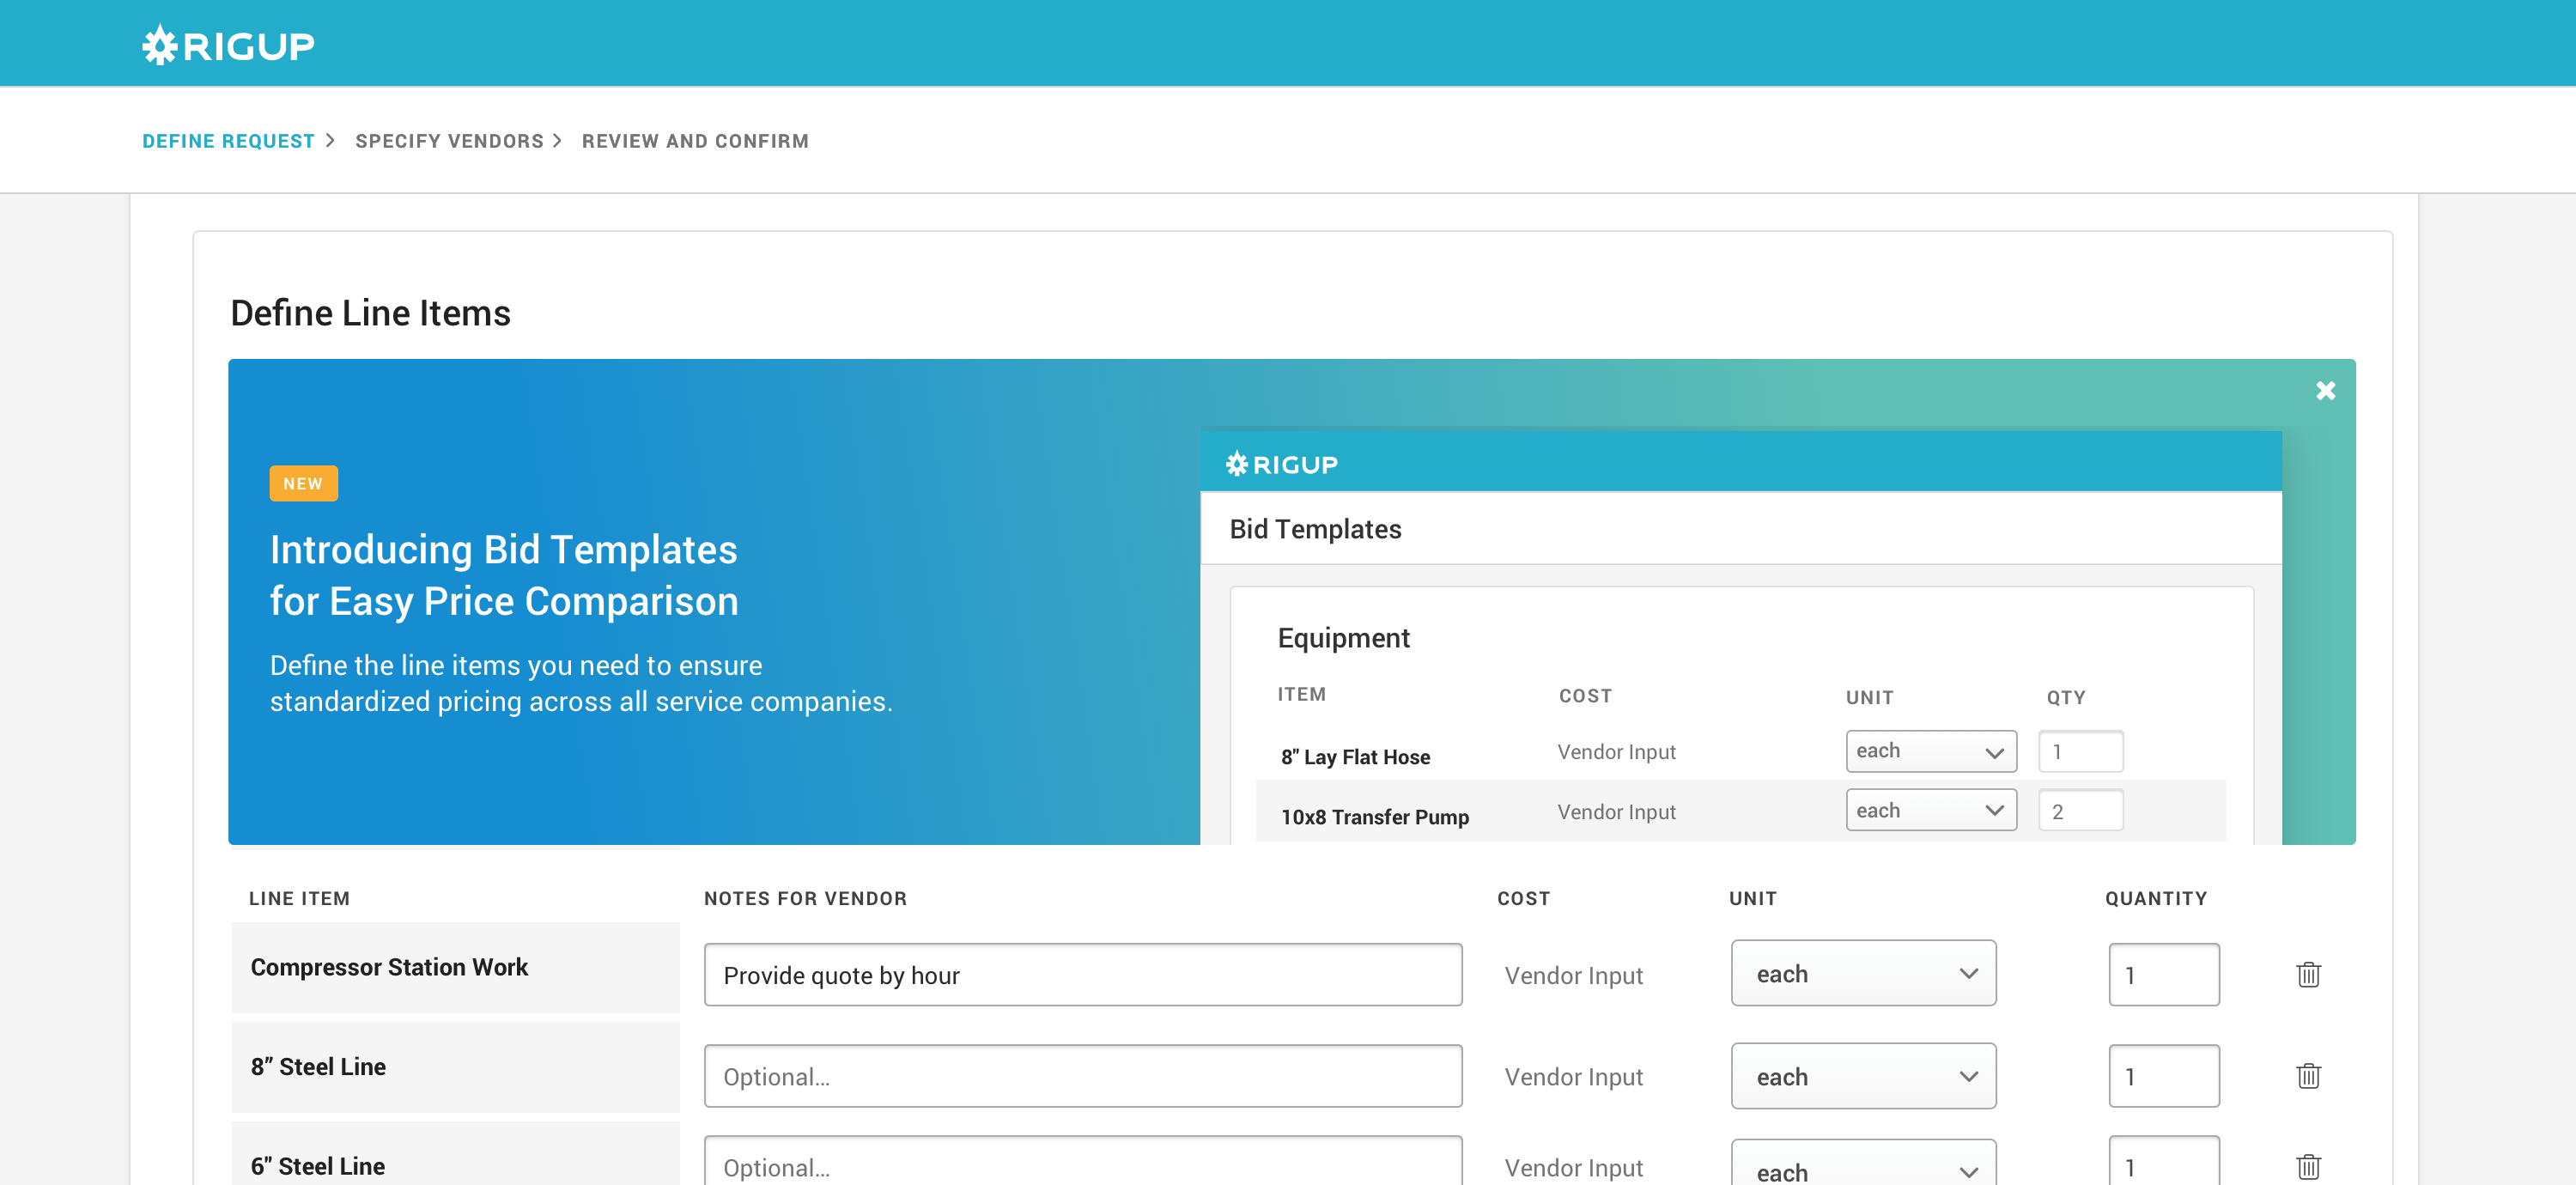 RIGUP
DEFINE REQUEST > SPECIFY VENDORS > REVIEW AND CONFIRM
Define Line Items
NEW
Introducing Bid Templates
for Easy Price Comparison
Define the line items you need to ensure
standardized pricing across all service companies.
RIGUP
Bid Templates
Equipment
ITEM COST UNIT QTY
8" Lay Flat Hose Vendor Input each 1
10x8 Transfer Pump Vendor Input each 2
LINE ITEM NOTES FOR VENDOR COST UNIT QUANTITY
Compressor Station Work Provide quote by hour Vendor Input each 1
8” Steel Line Optional... Vendor Input each 1
6” Steel Line Optional... Vendor Input each 1